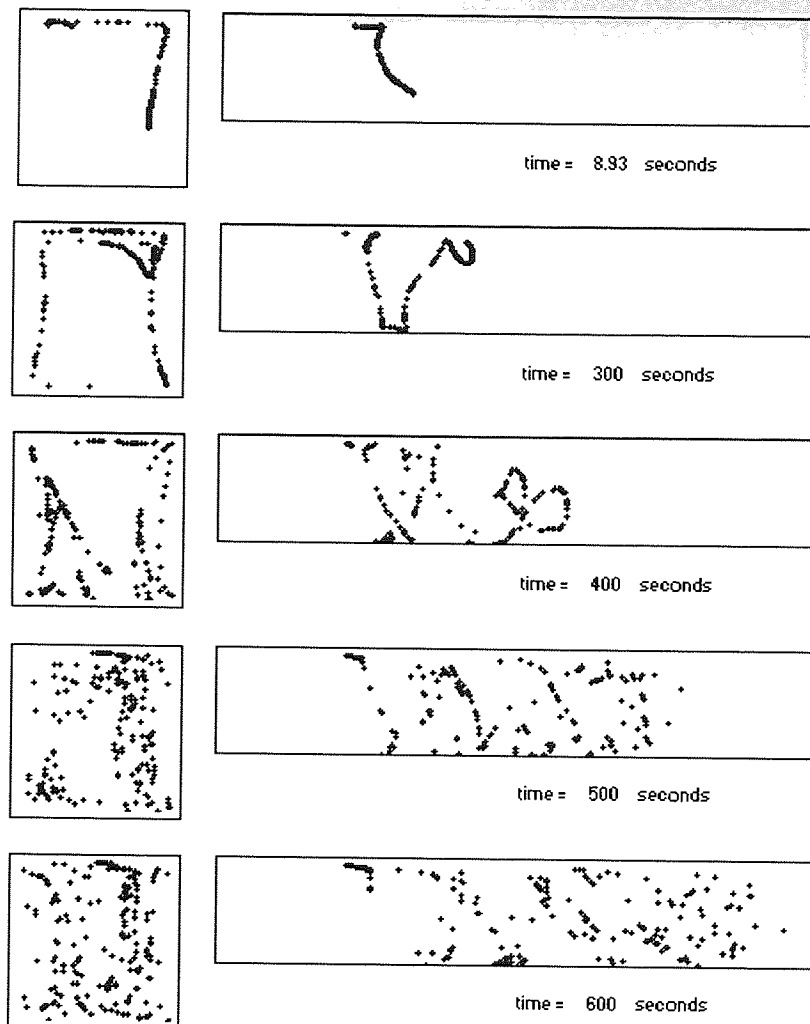 time = 8.93 seconds
time = 300 seconds
time = 400 seconds
time = 500 seconds
time = 600 seconds